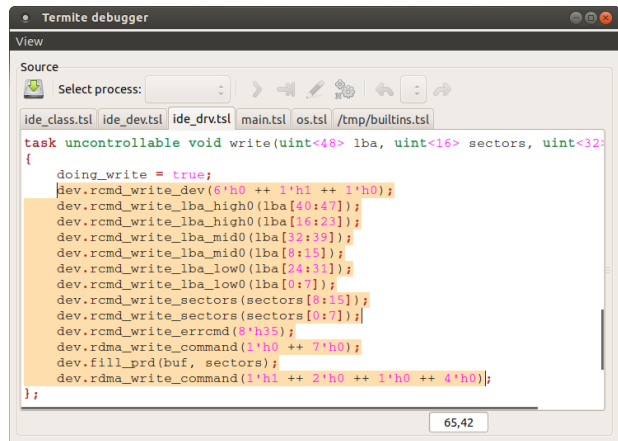 Termite debugger
View
Source
Select process:
ide_class.tsl ide_dev.tsl ide_drv.tsl main.tsl os.tsl /tmp/builtins.tsl
task uncontrollable void write(uint<48> lba, uint<16> sectors, uint<32>
{
    doing_write = true;
    dev.rcmd_write_dev(6'h0 ++ 1'h1 ++ 1'h0);
    dev.rcmd_write_lba_high0(lba[40:47]);
    dev.rcmd_write_lba_high0(lba[16:23]);
    dev.rcmd_write_lba_mid0(lba[32:39]);
    dev.rcmd_write_lba_mid0(lba[8:15]);
    dev.rcmd_write_lba_low0(lba[24:31]);
    dev.rcmd_write_lba_low0(lba[0:7]);
    dev.rcmd_write_sectors(sectors[8:15]);
    dev.rcmd_write_sectors(sectors[0:7]);
    dev.rcmd_write_errcmd(8'h35);
    dev.rdma_write_command(1'h0 ++ 7'h0);
    dev.fill_prd(buf, sectors);
    dev.rdma_write_command(1'h1 ++ 2'h0 ++ 1'h0 ++ 4'h0);
};
65,42